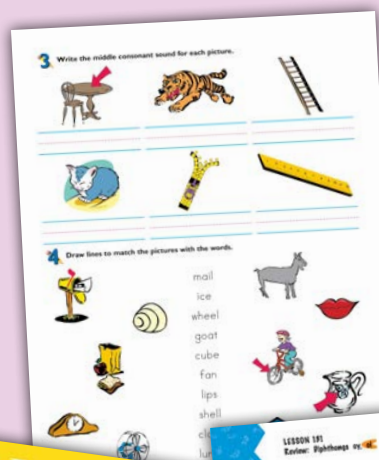 3 Write the middle consonant sound for each picture.
4 Draw lines to match the pictures with the words.
mail
ice
wheel
goat
cube
fan
lips
shell
LESSON 191
Review: Diphthongs oy,